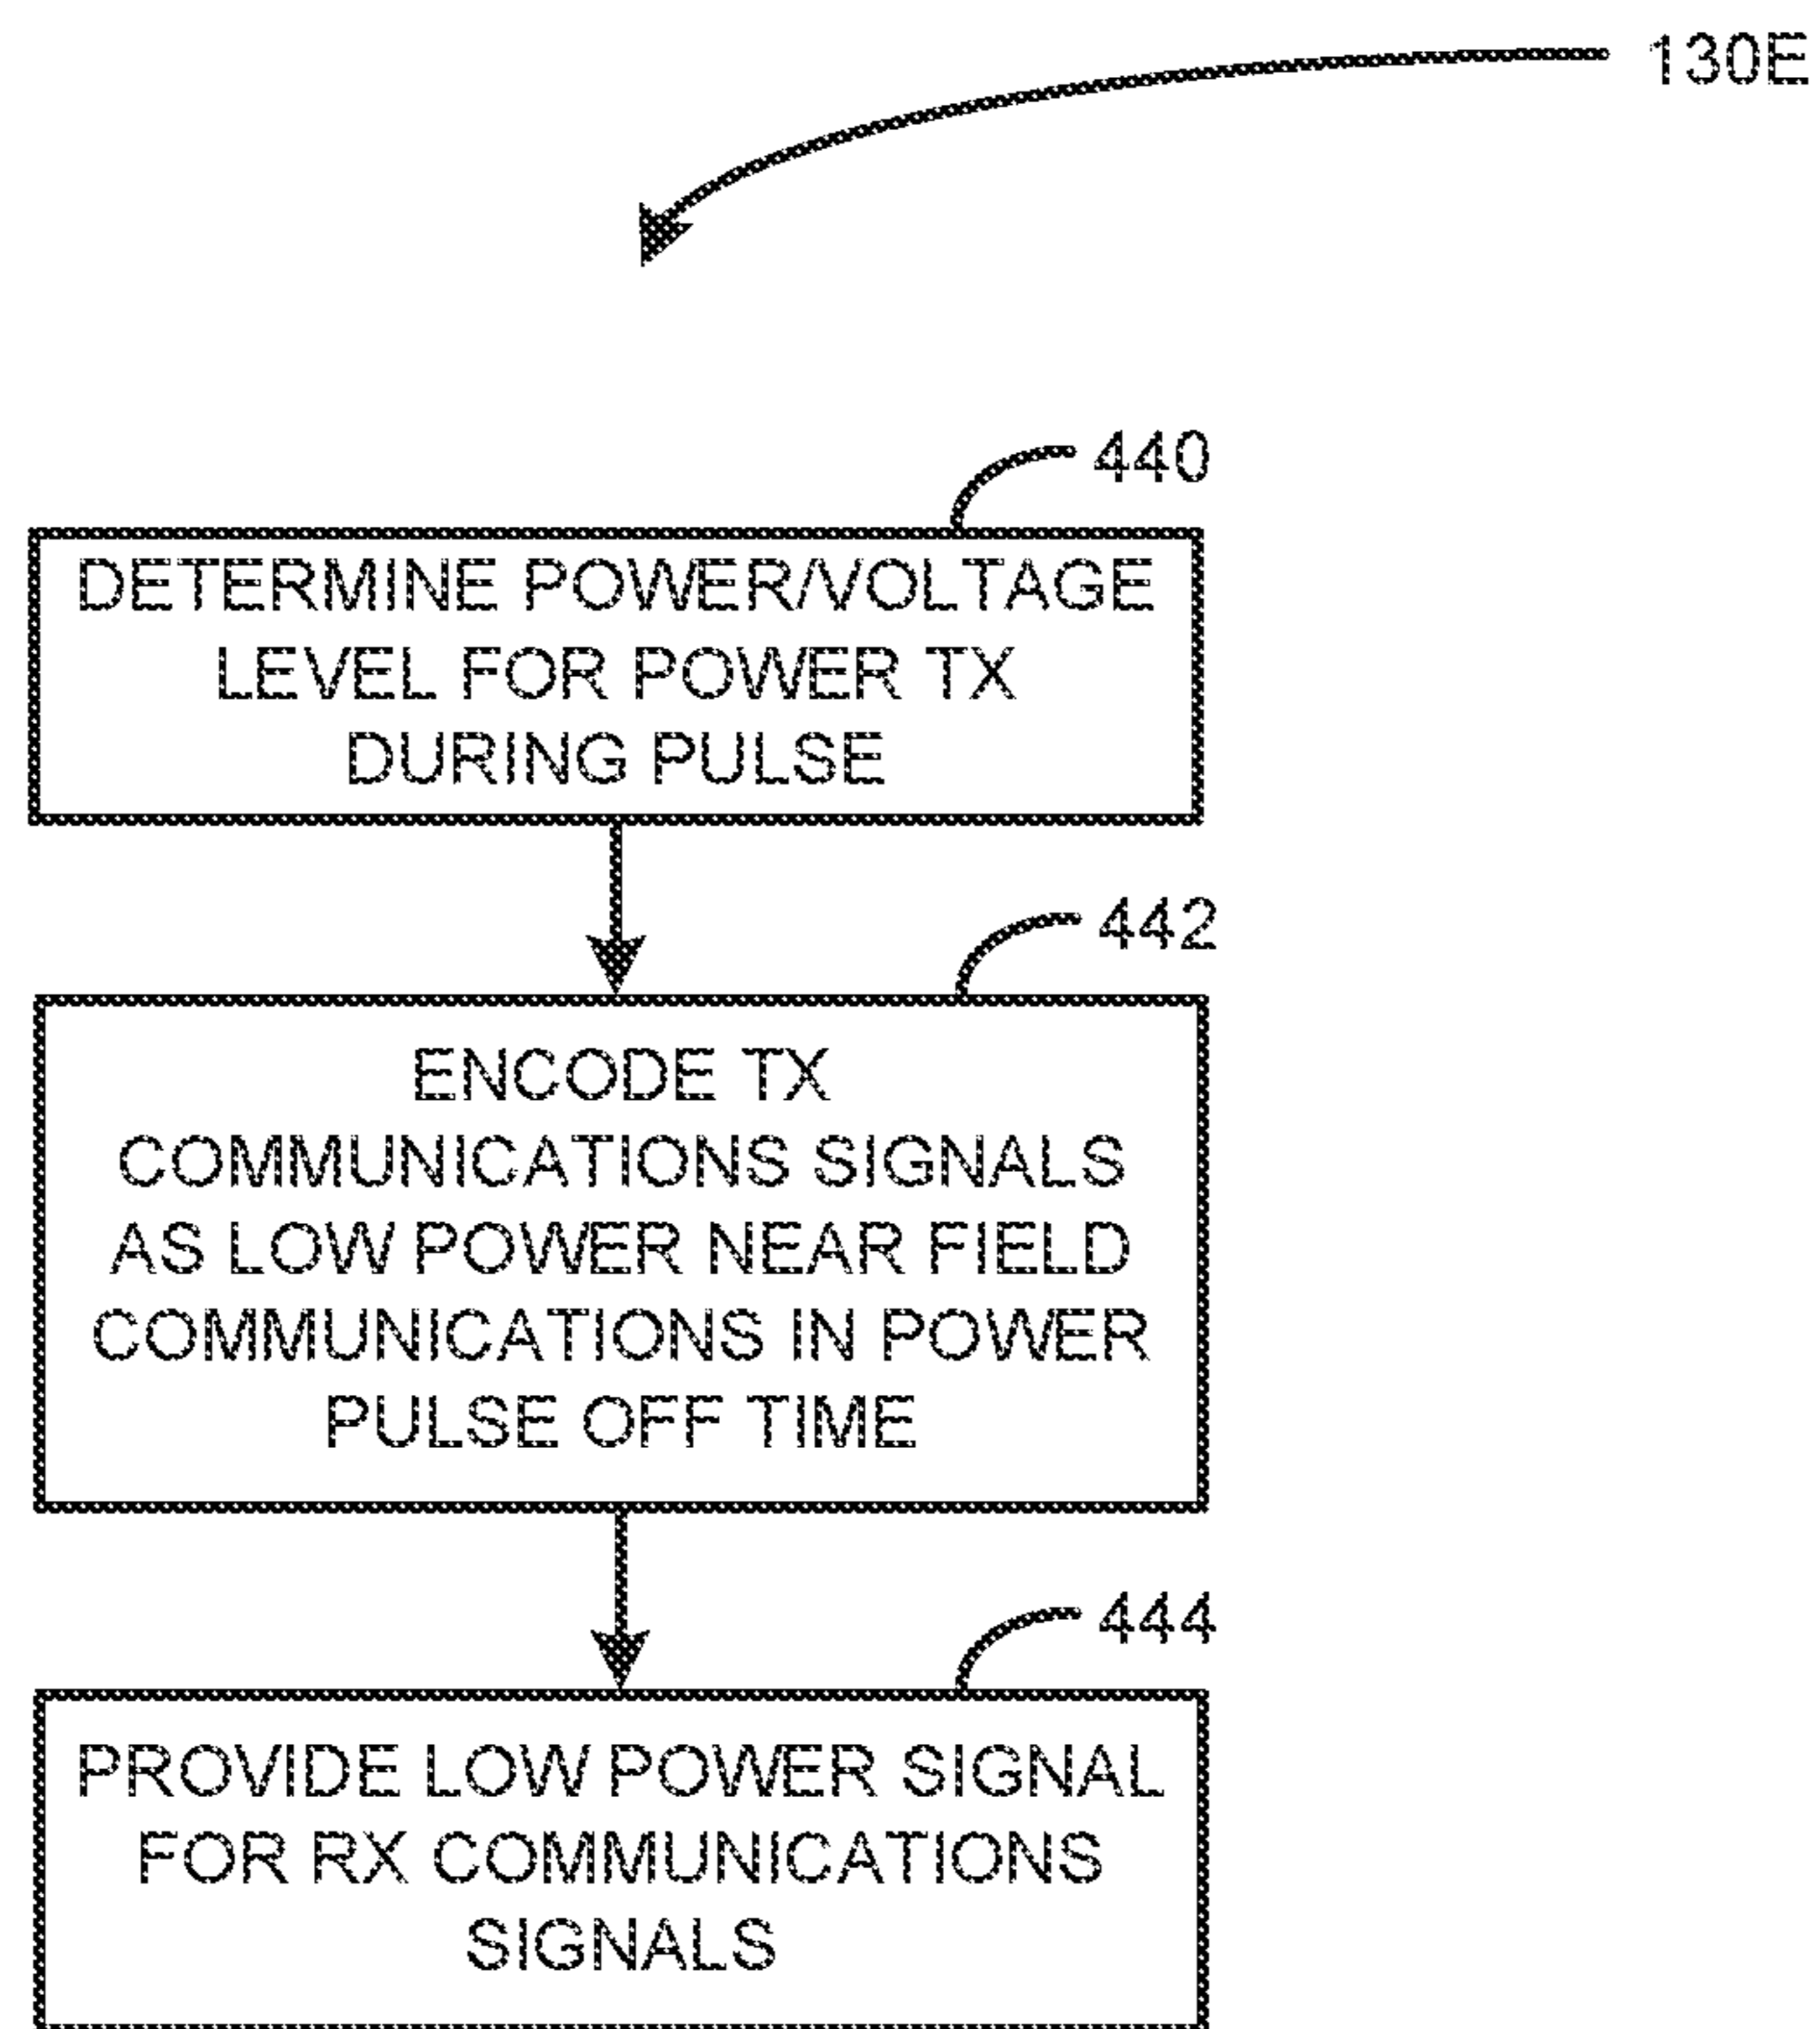 130E
440
DETERMINE POWER/VOLTAGE
LEVEL FOR POWER TX
DURING PULSE
442
ENCODE TX
COMMUNICATIONS SIGNALS
AS LOW POWER NEAR FIELD
COMMUNICATIONS IN POWER
PULSE OFF TIME
444
PROVIDE LOW POWER SIGNAL
FOR RX COMMUNICATIONS
SIGNALS